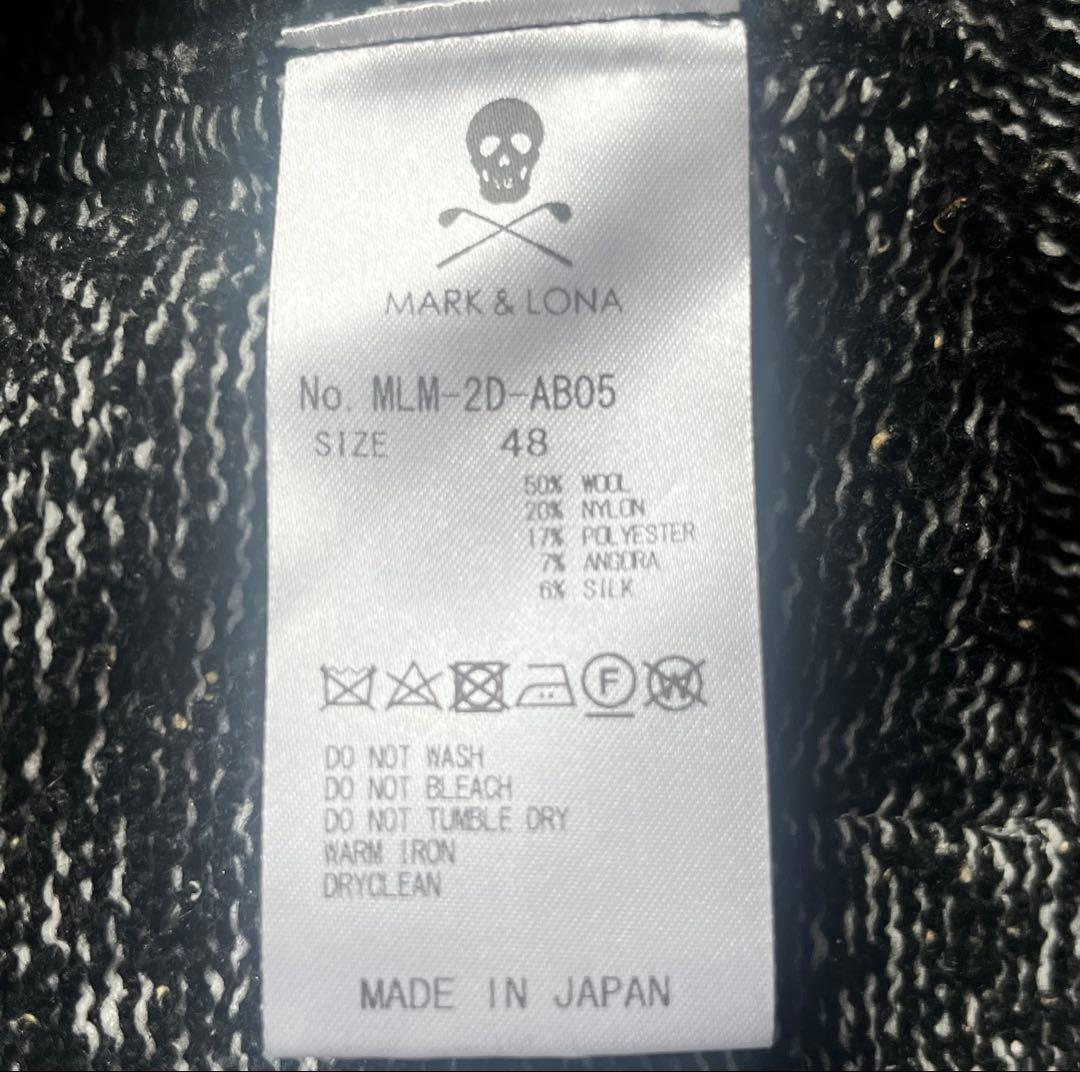 MARK & LONA
No. MLM-2D-AB05
SIZE 48
50% WOOL
20% NYLON
17% POLYESTER
7% ANGORA
6% SILK
F W
DO NOT WASH
DO NOT BLEACH
DO NOT TUMBLE DRY
WARM IRON
DRYCLEAN
MADE IN JAPAN